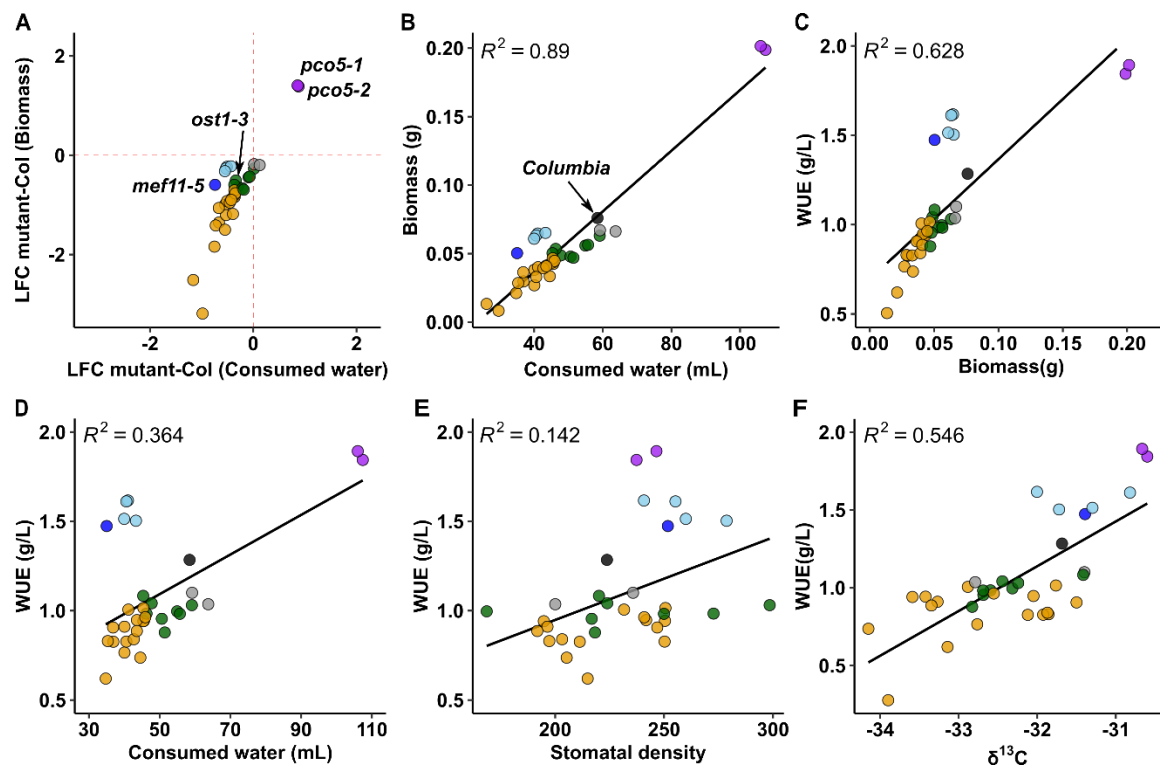 A
LFC mutant-Col (Biomass)
2
0
-2
pco5-1
pco5-2
ost1-3
mef11-5
-2
0
2
LFC mutant-Col (Consumed water)
B
R² = 0.89
Biomass (g)
0.20
0.15
0.10
0.05
0.00
Columbia
40
60
80
100
Consumed water (mL)
C
R² = 0.628
WUE (g/L)
2.0
1.5
1.0
0.5
0.00
0.05
0.10
0.15
0.20
Biomass(g)
D
R² = 0.364
WUE (g/L)
2.0
1.5
1.0
0.5
30
50
70
90
110
Consumed water (mL)
E
R² = 0.142
WUE (g/L)
2.0
1.5
1.0
0.5
200
250
300
Stomatal density
F
R² = 0.546
WUE(g/L)
2.0
1.5
1.0
0.5
-34
-33
-32
-31
δ¹³C